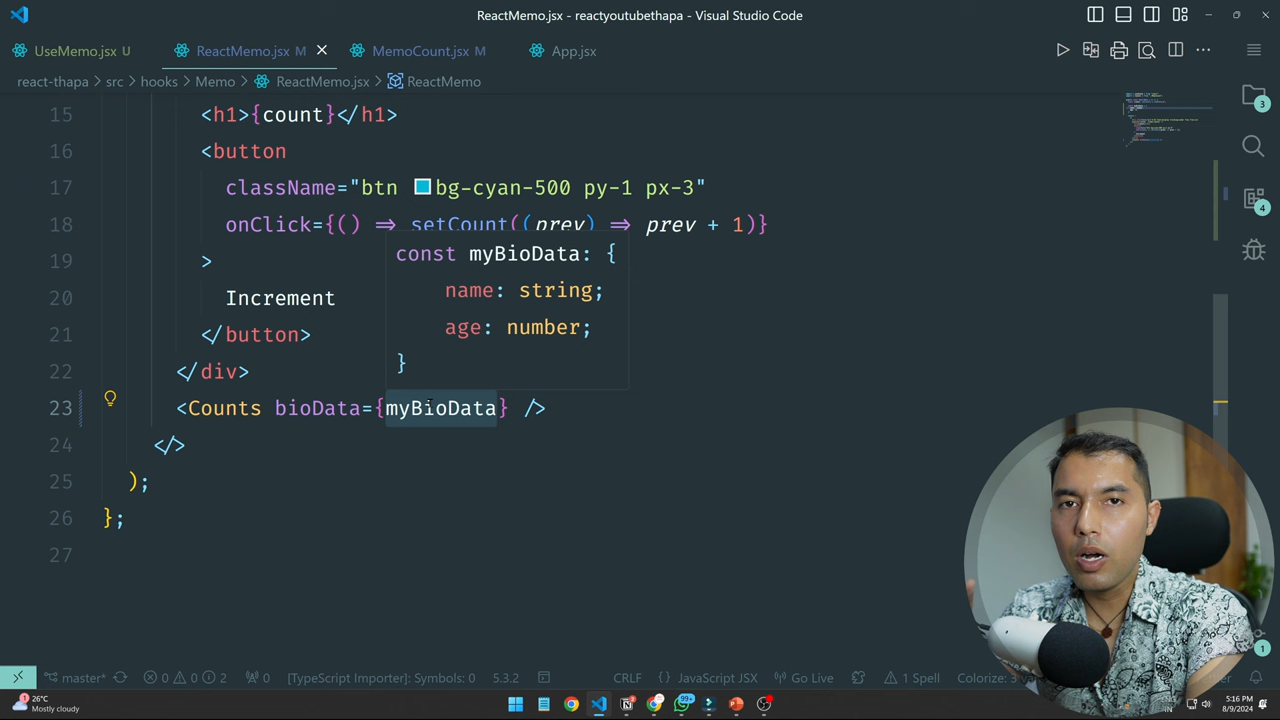 ReactMemo.jsx - reactyoutubethapa - Visual Studio Code
UseMemo.jsx U
ReactMemo.jsx M
MemoCount.jsx M
App.jsx
react-thapa > src > hooks > Memo > ReactMemo.jsx > ReactMemo
15 <h1>{count}</h1>
16 <button
17 className="btn bg-cyan-500 py-1 px-3"
18 onClick={() => setCount((prev) => prev + 1)}
19 >
20 Increment
21 </button>
22 </div>
23 <Counts bioData={myBioData} />
24 </>
25 );
26 };
27
const myBioData: {
name: string;
age: number;
}
3
4
1
master* 0 0 2 0 [TypeScript Importer]: Symbols: 0 5.3.2 CRLF {} JavaScript JSX Go Live 1 Spell
26°C
Mostly cloudy
99+
IN
5:16 PM
8/9/2024